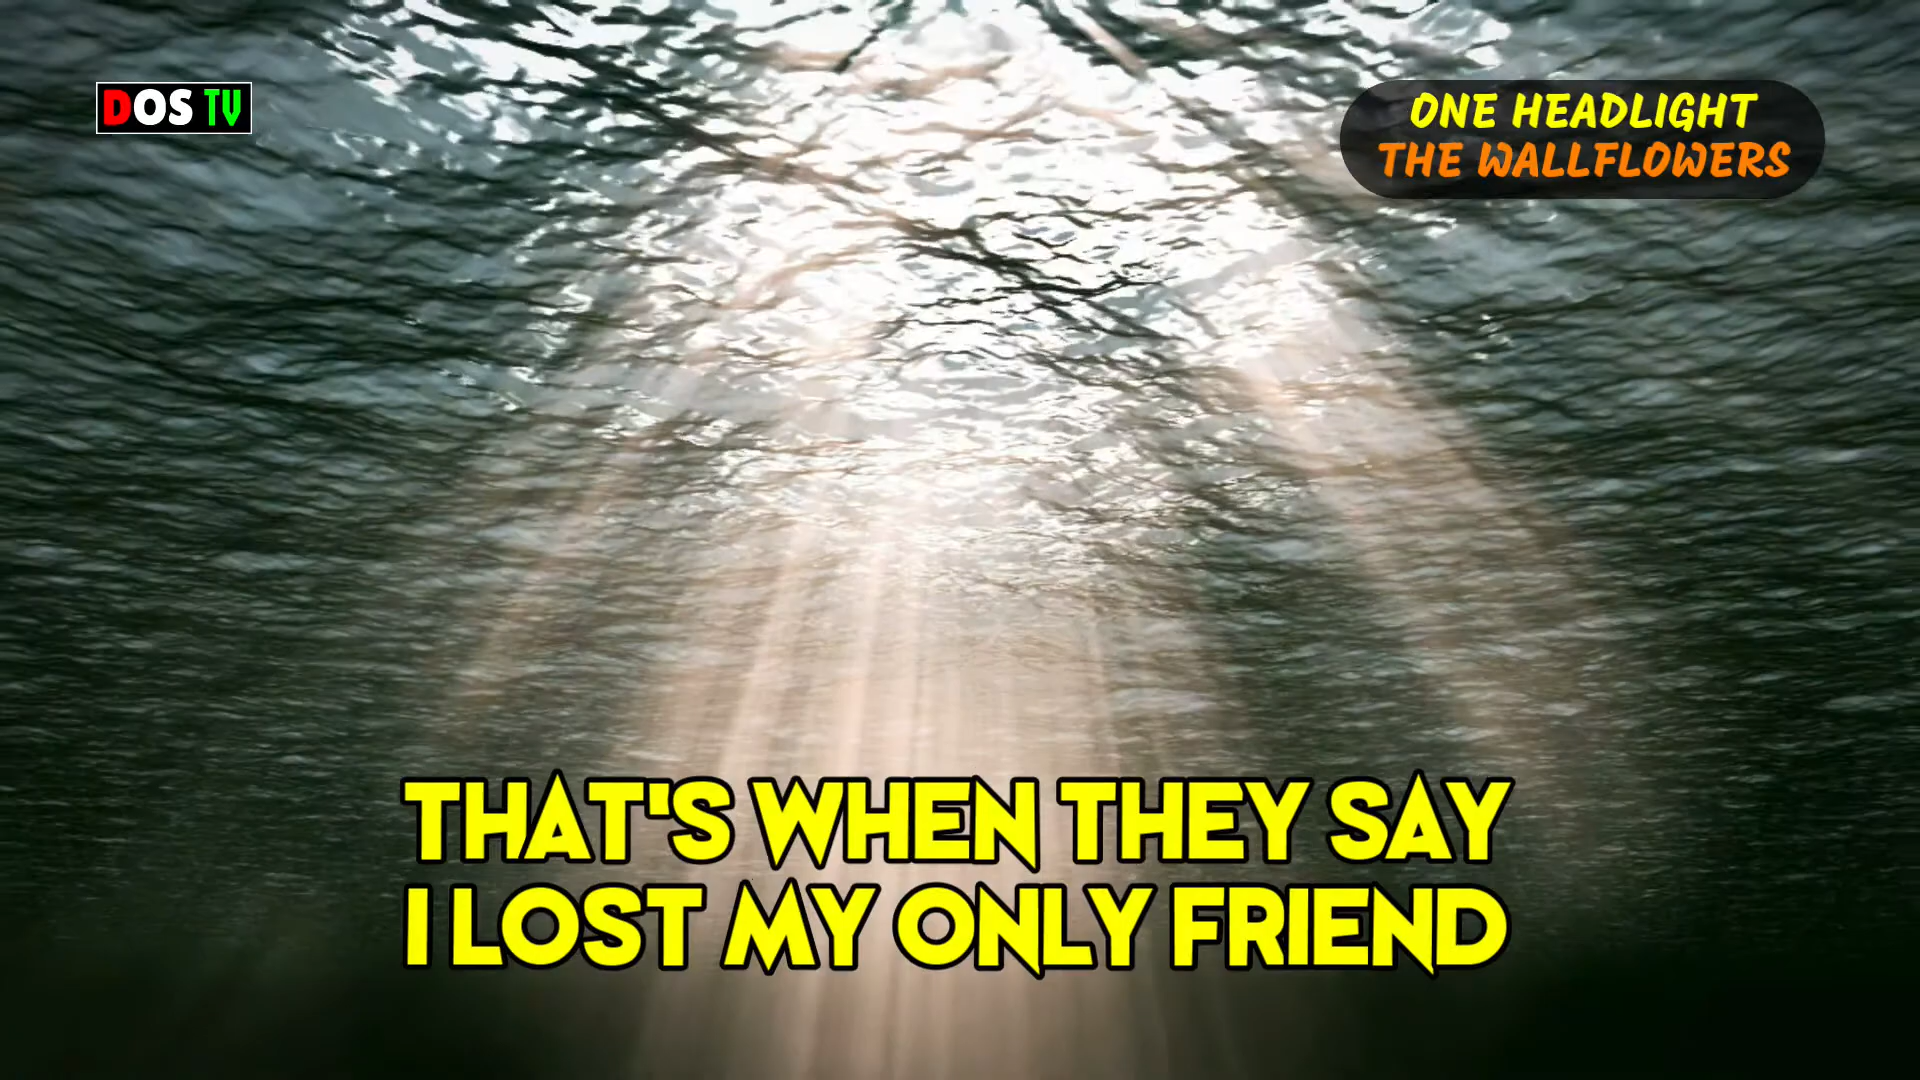 DOS TV
ONE HEADLIGHT
THE WALLFLOWERS
THAT'S WHEN THEY SAY
I LOST MY ONLY FRIEND